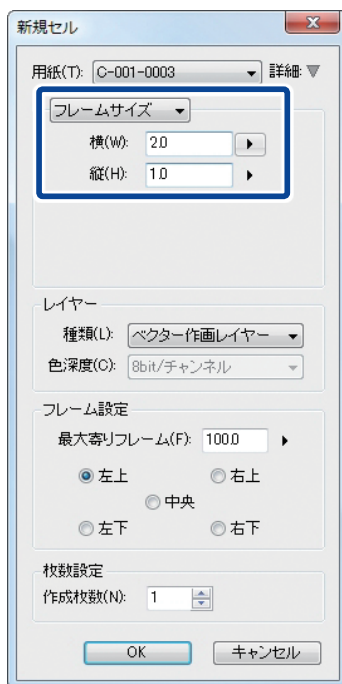 新規セル
用紙(T): C-001-0003 詳細:
フレームサイズ
横(W): 2.0
縦(H): 1.0
レイヤー
種類(L): ベクター作画レイヤー
色深度(C): 8bit/チャンネル
フレーム設定
最大寄りフレーム(F): 100.0
左上 右上
中央
左下 右下
枚数設定
作成枚数(N): 1
OK キャンセル